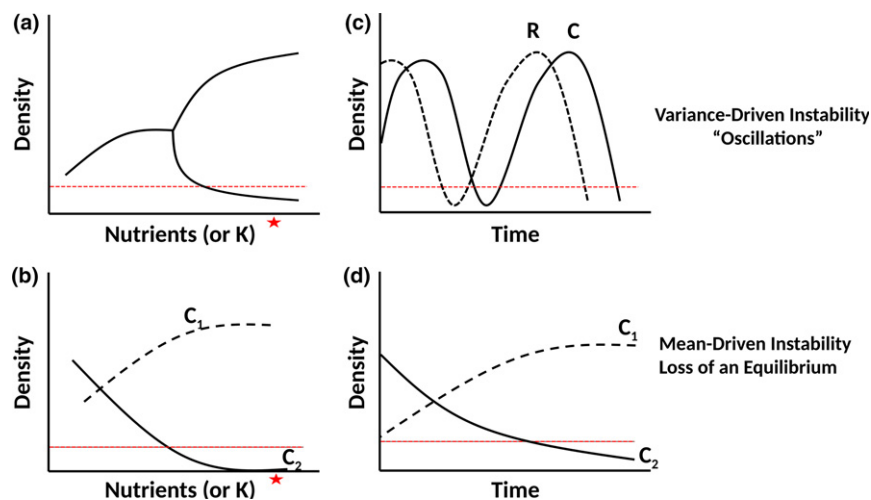 (a)
Density
Nutrients (or K)
(c)
R C
Density
Time
Variance-Driven Instability
“Oscillations”
(b)
C1
Density
C2
Nutrients (or K)
(d)
C1
Density
C2
Time
Mean-Driven Instability
Loss of an Equilibrium